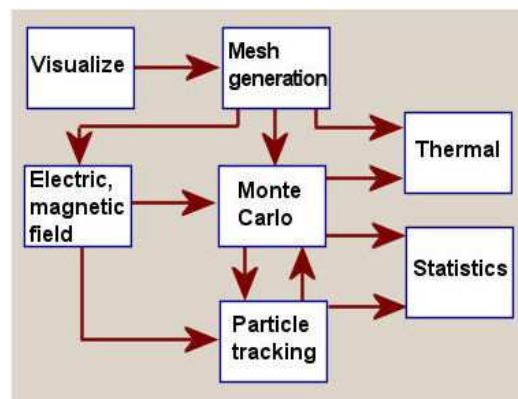 Visualize
Mesh
generation
Thermal
Electric,
magnetic
field
Monte
Carlo
Statistics
Particle
tracking